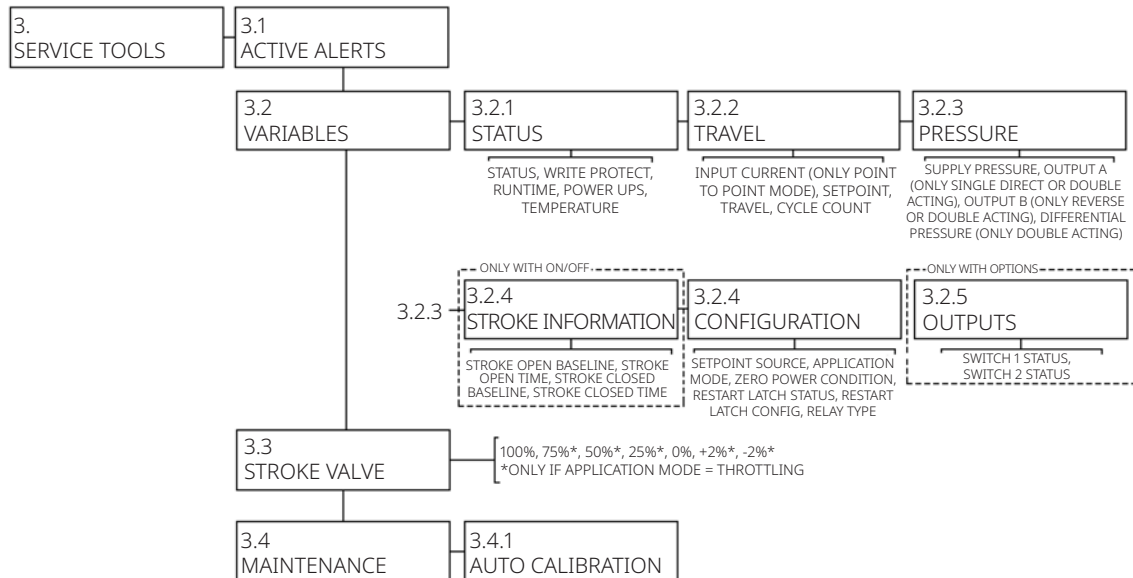 3.
SERVICE TOOLS
3.1
ACTIVE ALERTS
3.2
VARIABLES
3.2.1
STATUS
STATUS, WRITE PROTECT,
RUNTIME, POWER UPS,
TEMPERATURE
3.2.2
TRAVEL
INPUT CURRENT (ONLY POINT
TO POINT MODE), SETPOINT,
TRAVEL, CYCLE COUNT
3.2.3
PRESSURE
SUPPLY PRESSURE, OUTPUT A
(ONLY SINGLE DIRECT OR DOUBLE
ACTING), OUTPUT B (ONLY REVERSE
OR DOUBLE ACTING), DIFFERENTIAL
PRESSURE (ONLY DOUBLE ACTING)
3.2.3
ONLY WITH ON/OFF
3.2.4
STROKE INFORMATION
STROKE OPEN BASELINE, STROKE
OPEN TIME, STROKE CLOSED
BASELINE, STROKE CLOSED TIME
3.2.4
CONFIGURATION
SETPOINT SOURCE, APPLICATION
MODE, ZERO POWER CONDITION,
RESTART LATCH STATUS, RESTART
LATCH CONFIG, RELAY TYPE
ONLY WITH OPTIONS
3.2.5
OUTPUTS
SWITCH 1 STATUS,
SWITCH 2 STATUS
3.3
STROKE VALVE
100%, 75%*, 50%*, 25%*, 0%, +2%*, -2%*
*ONLY IF APPLICATION MODE = THROTTLING
3.4
MAINTENANCE
3.4.1
AUTO CALIBRATION